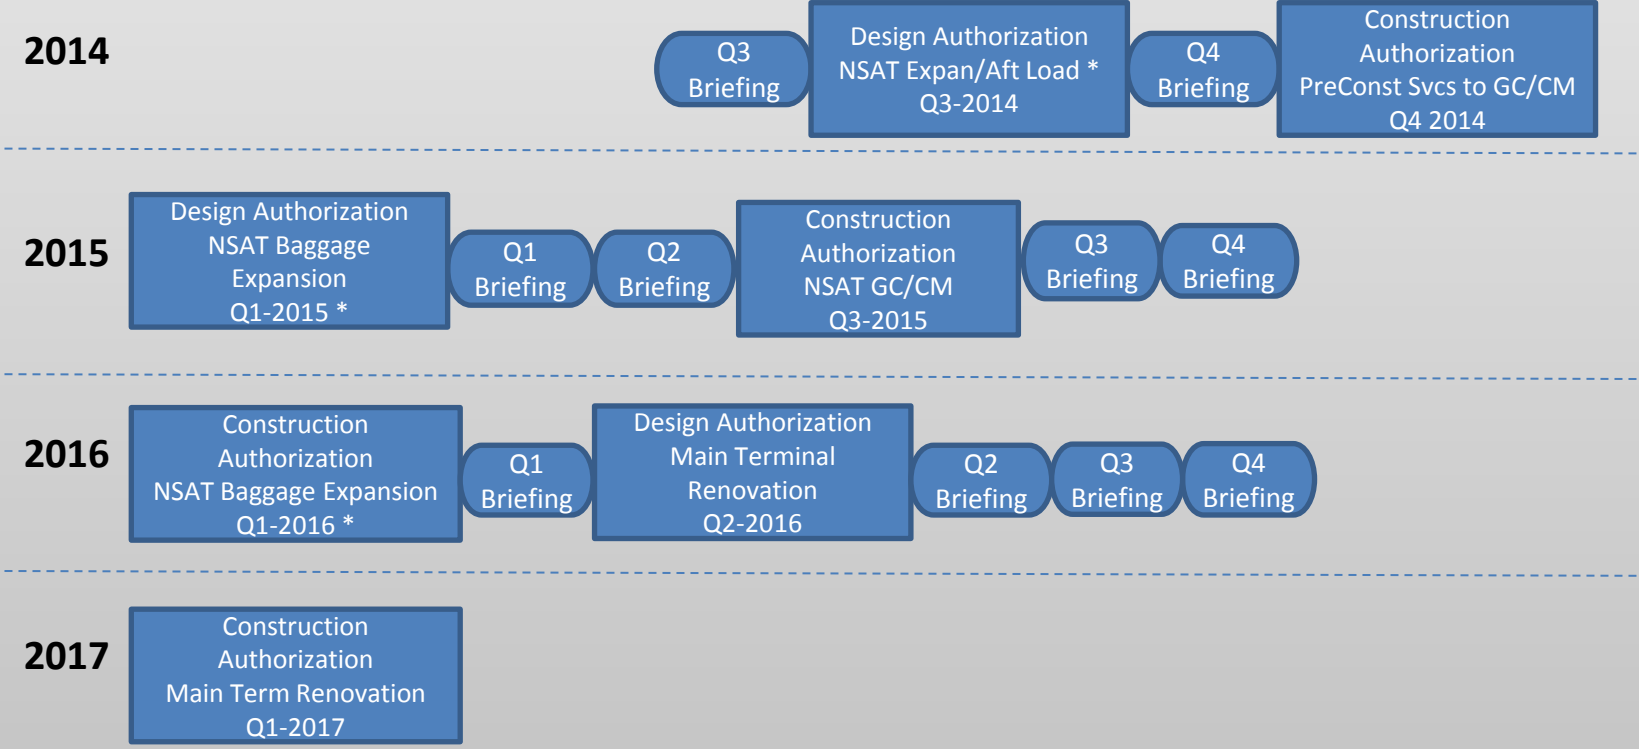 2014
Q3
Briefing
Design Authorization
NSAT Expan/Aft Load *
Q3-2014
Q4
Briefing
Construction
Authorization
PreConst Svcs to GC/CM
Q4 2014
2015
Design Authorization
NSAT Baggage
Expansion
Q1-2015 *
Q1
Briefing
Q2
Briefing
Construction
Authorization
NSAT GC/CM
Q3-2015
Q3
Briefing
Q4
Briefing
2016
Construction
Authorization
NSAT Baggage Expansion
Q1-2016 *
Q1
Briefing
Design Authorization
Main Terminal
Renovation
Q2-2016
Q2
Briefing
Q3
Briefing
Q4
Briefing
2017
Construction
Authorization
Main Term Renovation
Q1-2017